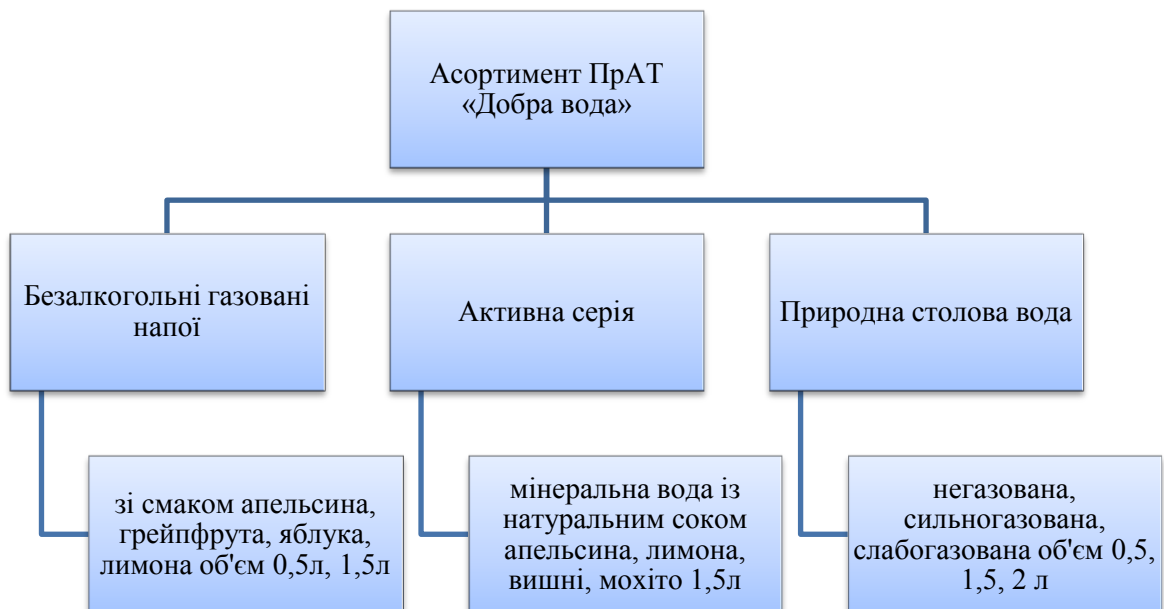 Асортимент ПрАТ
«Добра вода»
Безалкогольні газовані
напої
Активна серія
Природна столова вода
зі смаком апельсина,
грейпфрута, яблука,
лимона об'єм 0,5л, 1,5л
мінеральна вода із
натуральним соком
апельсина, лимона,
вишні, мохіто 1,5л
негазована,
сильногазована,
слабогазована об'єм 0,5,
1,5, 2 л